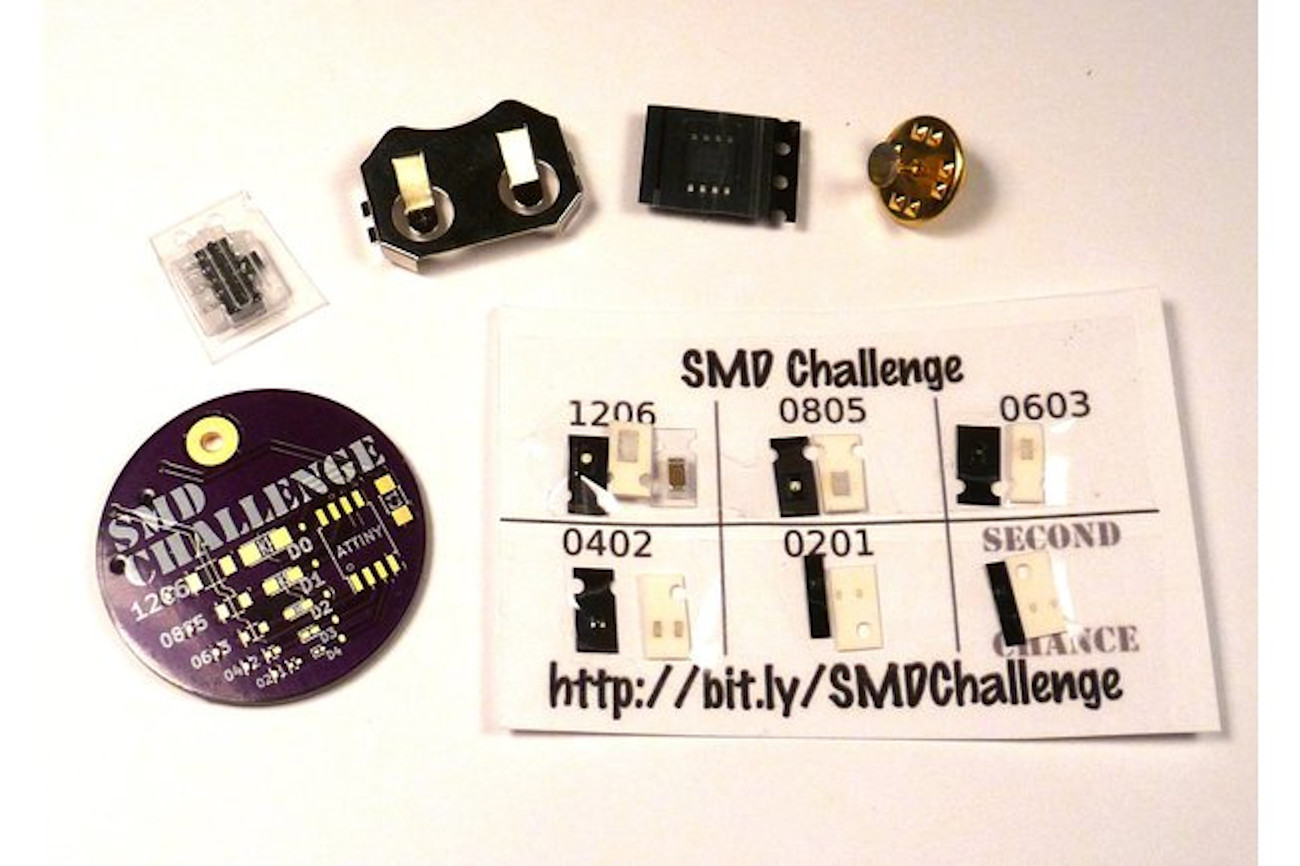 SMD Challenge
1206 0805 0603
0402 0201 SECOND
CHANCE
http://bit.ly/SMDChallenge
SMD
CHALLENGE
1206 D0 ATTINY
0805 D1
0603 D2
0402 D3
0201 D4